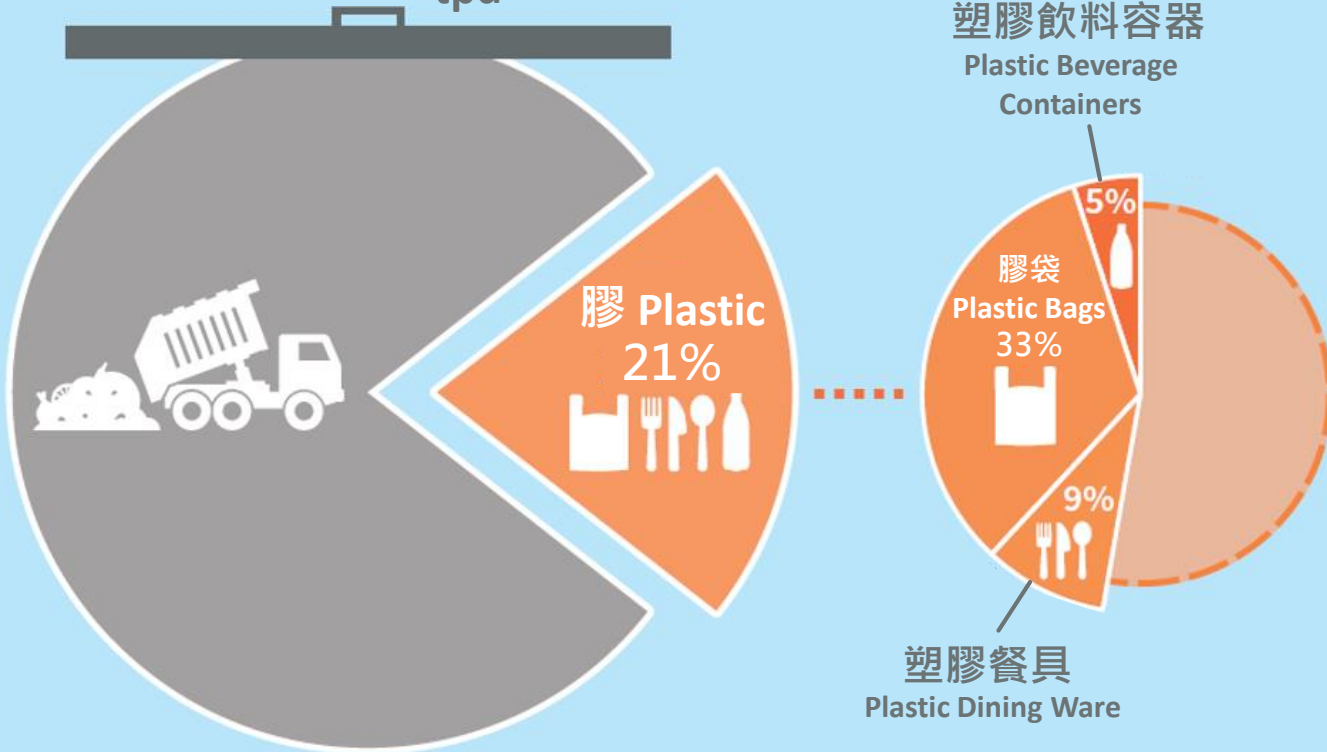 塑膠飲料容器
Plastic Beverage
Containers
5%
膠袋
Plastic Bags
33%
膠 Plastic
21%
9%
塑膠餐具
Plastic Dining Ware